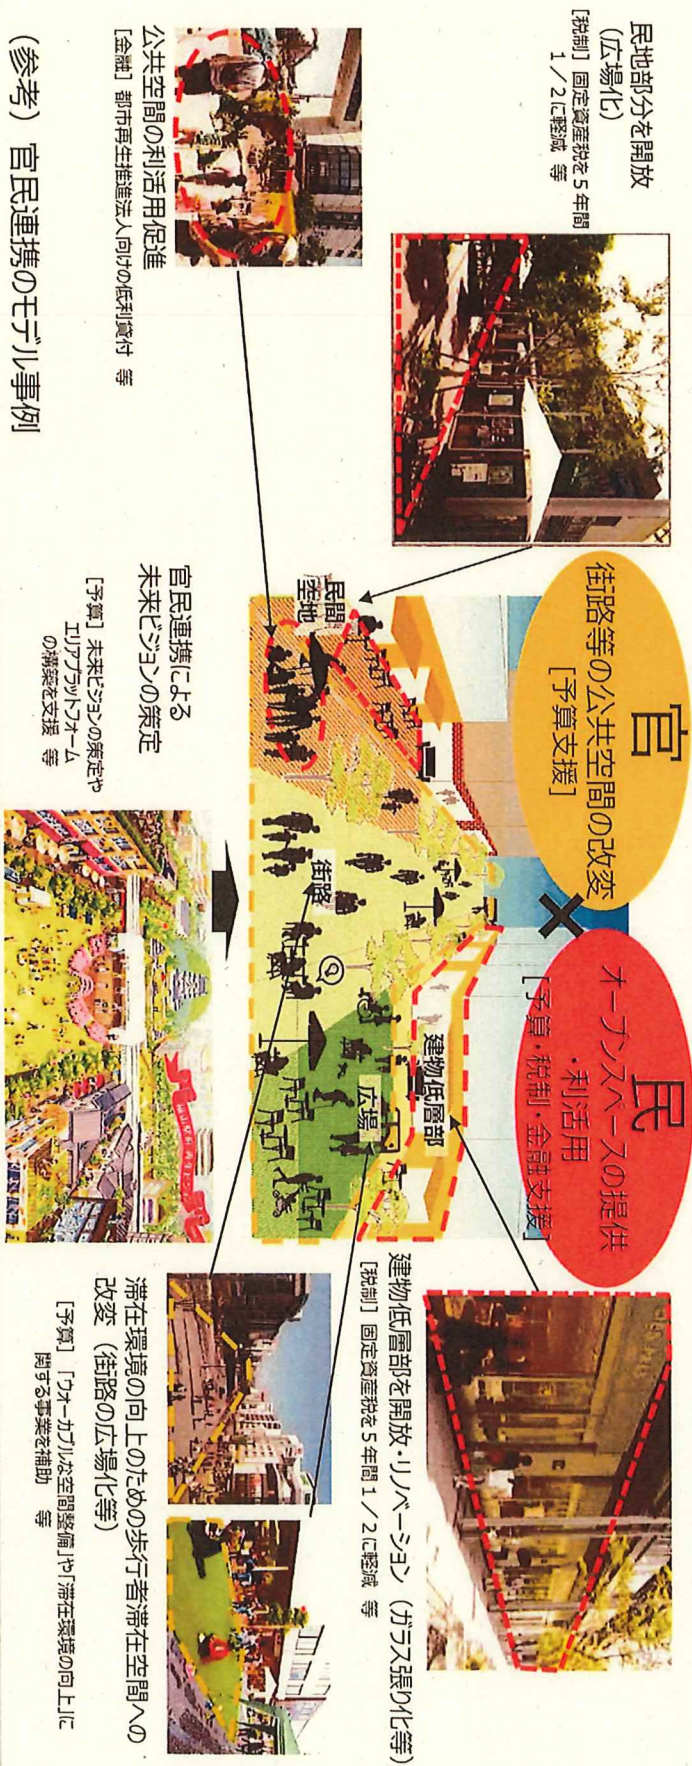 (参考) 官民連携のモデル事例
官
街路等の公共空間の改変
[予算支援]
×
民
オープンスペースの提供
・利活用
[予算・税制・金融支援]
民地部分を開放
(広場化)
[税制] 固定資産税を5年間
1/2に軽減 等
公共空間の利活用促進
[金融] 都市再生推進法人向けの低利貸付 等
民間
空地
街路
広場
建物低層部
建物低層部を開放・リノベーション (ガラス張り化等)
[税制] 固定資産税を5年間1/2に軽減 等
官民連携による
未来ビジョンの策定
[予算] 未来ビジョンの策定や
エリアプラットフォーム
の構築を支援 等
滞在環境の向上のための歩行者滞在空間への
改変 (街路の広場化等)
[予算] 「ウォーカブルな空間整備」や「滞在環境の向上」に
関する事業を補助 等